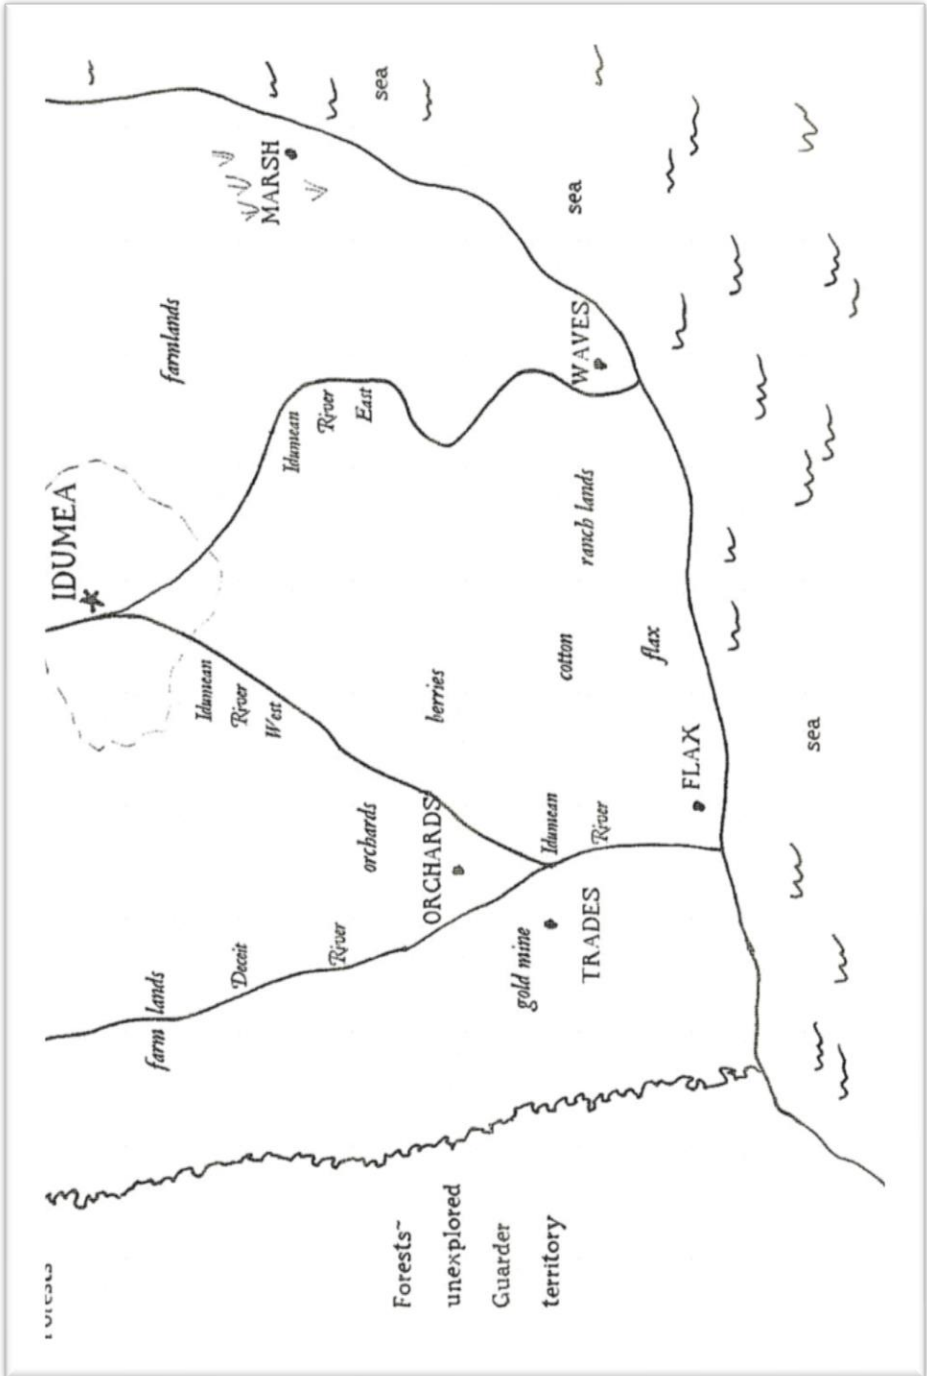 Forests
IDUMEA
farm lands
farmlands
Idumean
River
West
Deceit
River
MARSH
Idumean
River
East
orchards
sea
Forests~
unexplored
Guarder
territory
ORCHARDS
berries
gold mine
Idumean
River
cotton
sea
WAVES
ranch lands
TRADES
flax
FLAX
sea